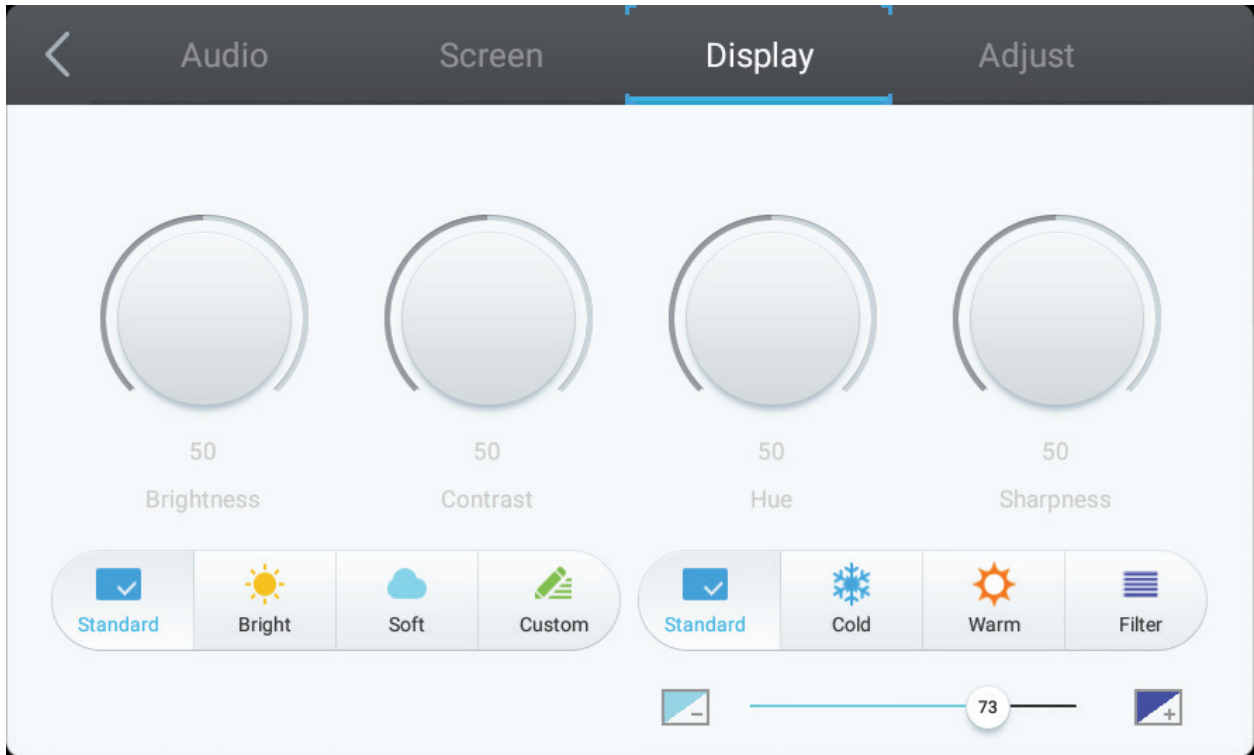 Audio Screen Display Adjust
50 50 50 50
Brightness Contrast Hue Sharpness
Standard Bright Soft Custom Standard Cold Warm Filter
73